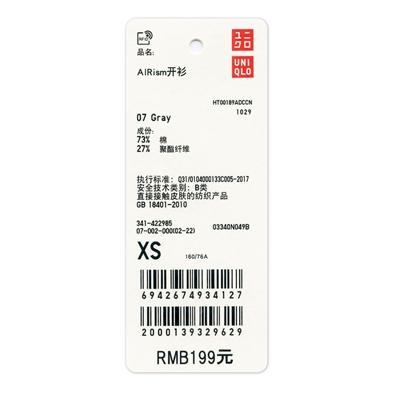 RFID
品名:
ユニ
クロ
UNI
QLO
AIRism开衫
HT00189ADCCN
1029
07 Gray
成份:
73% 棉
27% 聚酯纤维
执行标准: Q31/0104000133C005-2017
安全技术类别: B类
直接接触皮肤的纺织产品
GB 18401-2010
341-422985
07-002-000(02-22)
03340N049B
XS
160/76A
6942674934127
2000139329629
RMB199元